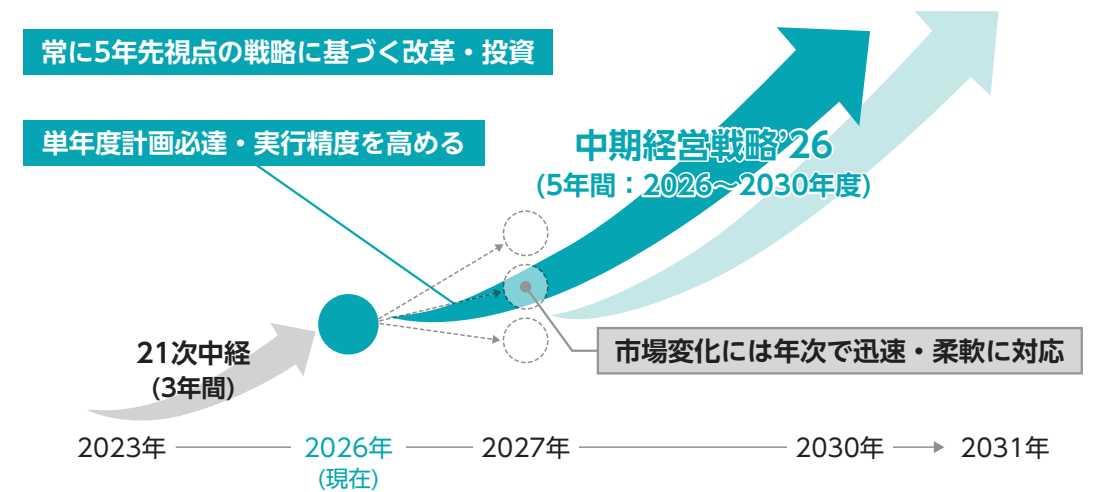 常に5年先視点の戦略に基づく改革・投資
単年度計画必達・実行精度を高める
中期経営戦略’26
(5年間：2026～2030年度)
市場変化には年次で迅速・柔軟に対応
21次中経
(3年間)
2023年
2026年
(現在)
2027年
2030年
2031年